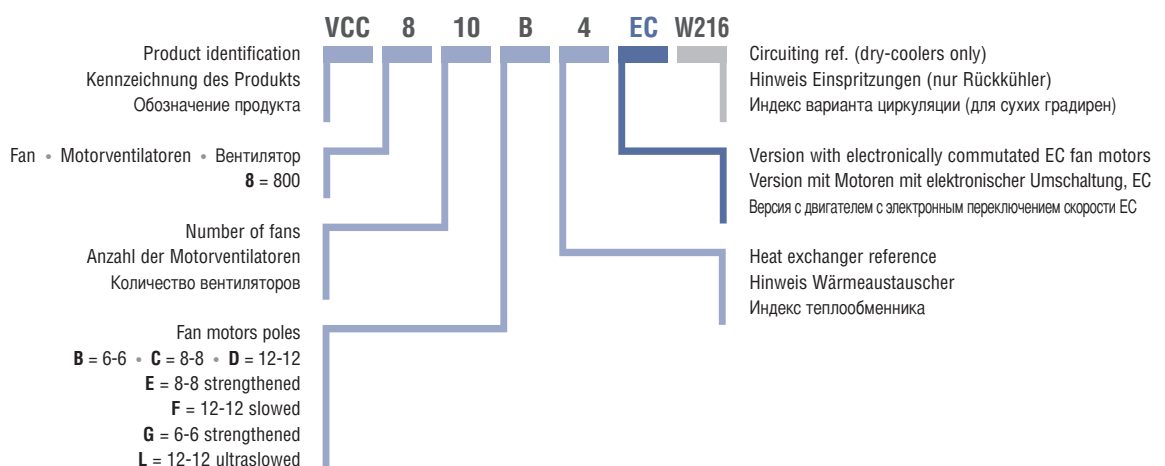 VCC 8 10 B 4 EC W216
Product identification
Kennzeichnung des Produkts
Обозначение продукта
Fan • Motorventilatoren • Вентилятор
8 = 800
Number of fans
Anzahl der Motorventilatoren
Количество вентиляторов
Fan motors poles
B = 6-6 • C = 8-8 • D = 12-12
E = 8-8 strengthened
F = 12-12 slowed
G = 6-6 strengthened
L = 12-12 ultraslowed
Circuiting ref. (dry-coolers only)
Hinweis Einspritzungen (nur Rückkühler)
Индекс варианта циркуляции (для сухих градирен)
Version with electronically commutated EC fan motors
Version mit Motoren mit elektronischer Umschaltung, EC
Версия с двигателем с электронным переключением скорости EC
Heat exchanger reference
Hinweis Wärmeaustauscher
Индекс теплообменника